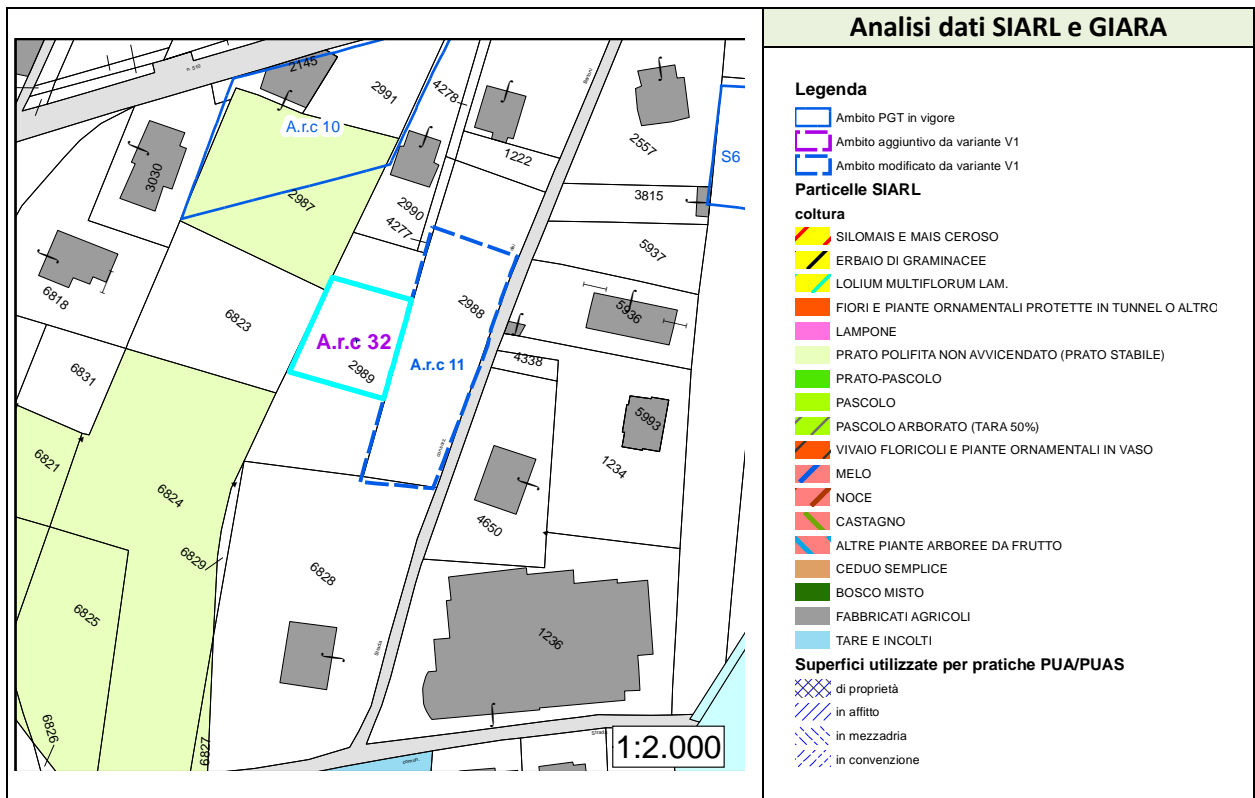 Analisi dati SIARL e GIARA
2145
2991
4278
A.r.c 10
1222
2557
S6
3030
2987
2990
4277
3815
5937
6818
6823
2988
5936
A.r.c 32
2989
A.r.c 11
4338
6831
5993
6821
6824
1234
4650
6829
6828
6825
1236
6826
6827
Strada
comun.
1:2.000
Legenda
Ambito PGT in vigore
Ambito aggiuntivo da variante V1
Ambito modificato da variante V1
Particelle SIARL
coltura
SILOMAIS E MAIS CEROSO
ERBAIO DI GRAMINACEE
LOLIUM MULTIFLORUM LAM.
FIORI E PIANTE ORNAMENTALI PROTETTE IN TUNNEL O ALTRO
LAMPONE
PRATO POLIFITA NON AVVICENDATO (PRATO STABILE)
PRATO-PASCOLO
PASCOLO
PASCOLO ARBORATO (TARA 50%)
VIVAIO FLORICOLI E PIANTE ORNAMENTALI IN VASO
MELO
NOCE
CASTAGNO
ALTRE PIANTE ARBOREE DA FRUTTO
CEDUO SEMPLICE
BOSCO MISTO
FABBRICATI AGRICOLI
TARE E INCOLTI
Superfici utilizzate per pratiche PUA/PUAS
di proprietà
in affitto
in mezzadria
in convenzione